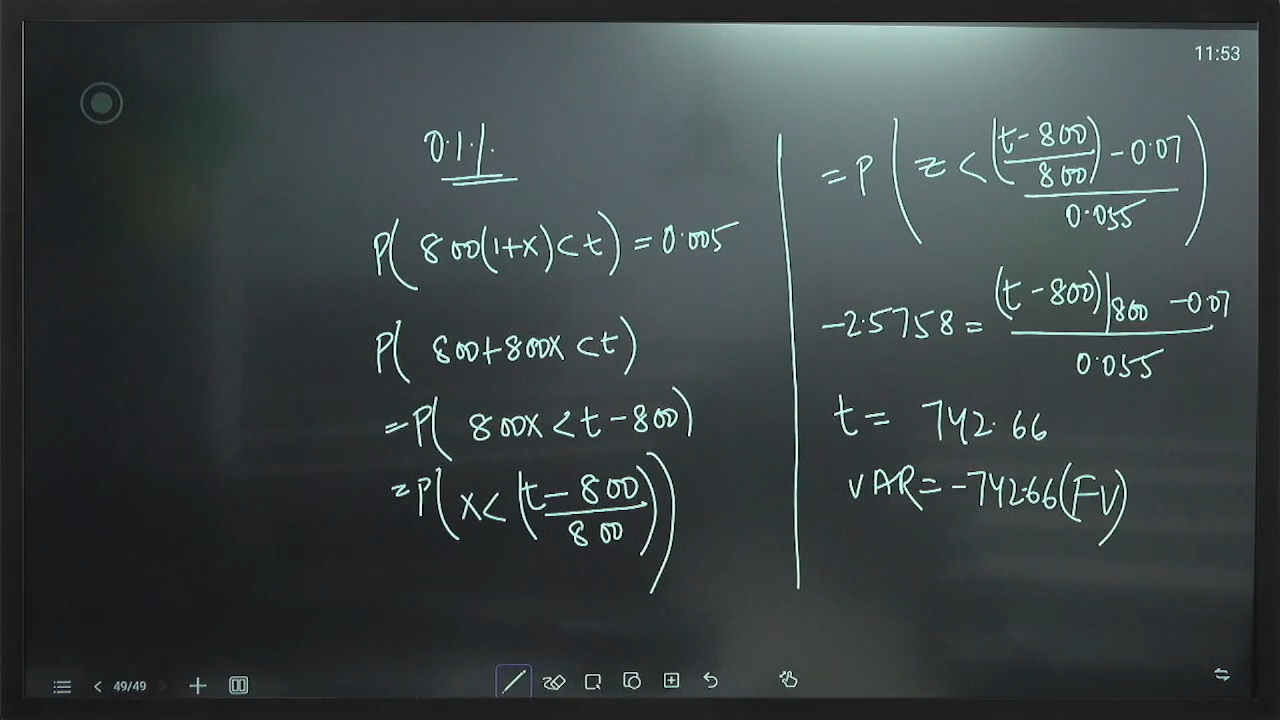 11:53
0.1%
P(800(1+x)<t) = 0.005
P(800+800x<t)
=P(800x<t-800)
=P(x<(t-800/800))
=P(z<((t-800)/800)-0.07/0.055)
-2.5758 = (t-800)/800 -0.07/0.055
t= 742.66
VAR= -742.66(FV)
49/49